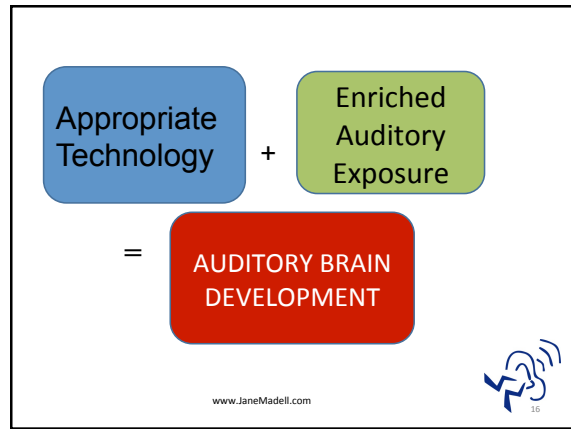 Appropriate
Technology
+
Enriched
Auditory
Exposure
=
AUDITORY BRAIN
DEVELOPMENT
www.JaneMadell.com
16